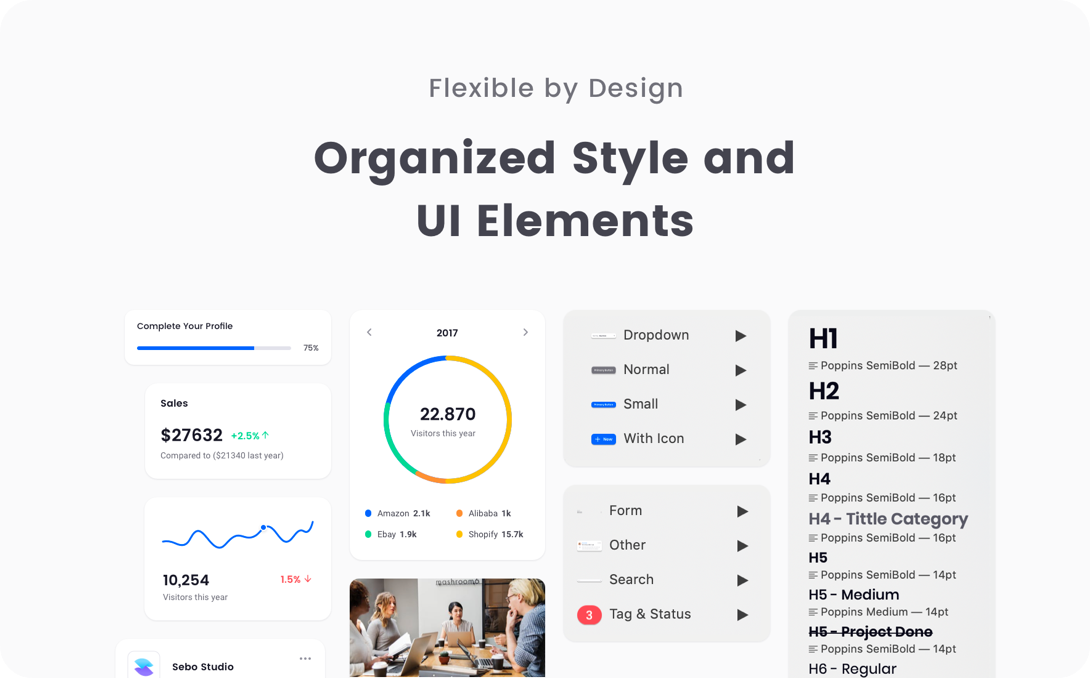 Flexible by Design
Organized Style and
UI Elements
Complete Your Profile
75%
Sales
$27632 +2.5%↑
Compared to ($21340 last year)
10,254 1.5% ↓
Visitors this year
Sebo Studio
2017
22.870
Visitors this year
Amazon 2.1k Alibaba 1k
Ebay 1.9k Shopify 15.7k
Dropdown
Normal
Small
+ New With Icon
Form
Other
Search
3 Tag & Status
H1
Poppins SemiBold — 28pt
H2
Poppins SemiBold — 24pt
H3
Poppins SemiBold — 18pt
H4
Poppins SemiBold — 16pt
H4 - Tittle Category
Poppins SemiBold — 16pt
H5
Poppins SemiBold — 14pt
H5 - Medium
Poppins Medium — 14pt
H5 - Project Done
Poppins SemiBold — 14pt
H6 - Regular